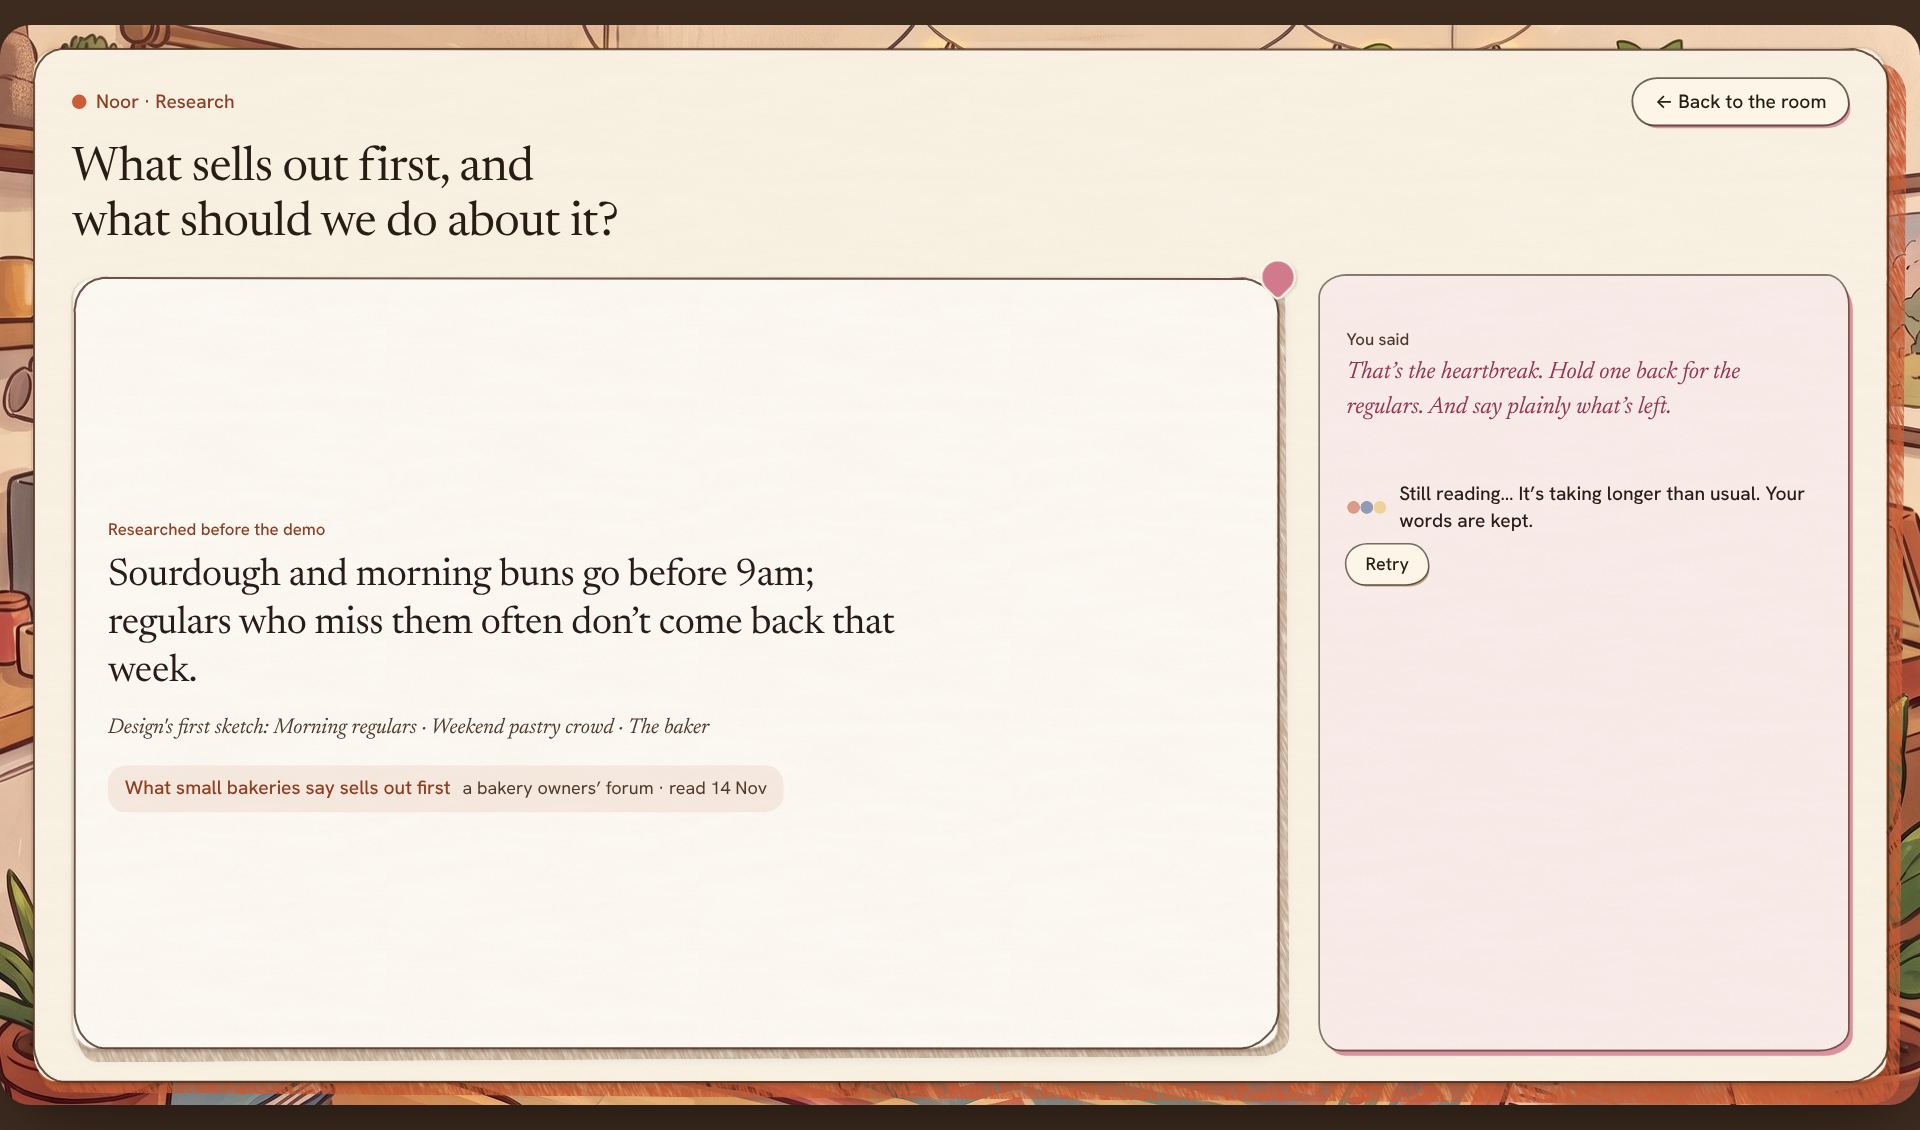 Noor · Research
← Back to the room
What sells out first, and
what should we do about it?
Researched before the demo
Sourdough and morning buns go before 9am;
regulars who miss them often don’t come back that
week.
Design's first sketch: Morning regulars · Weekend pastry crowd · The baker
What small bakeries say sells out first a bakery owners’ forum · read 14 Nov
You said
That’s the heartbreak. Hold one back for the
regulars. And say plainly what’s left.
Still reading… It’s taking longer than usual. Your
words are kept.
Retry